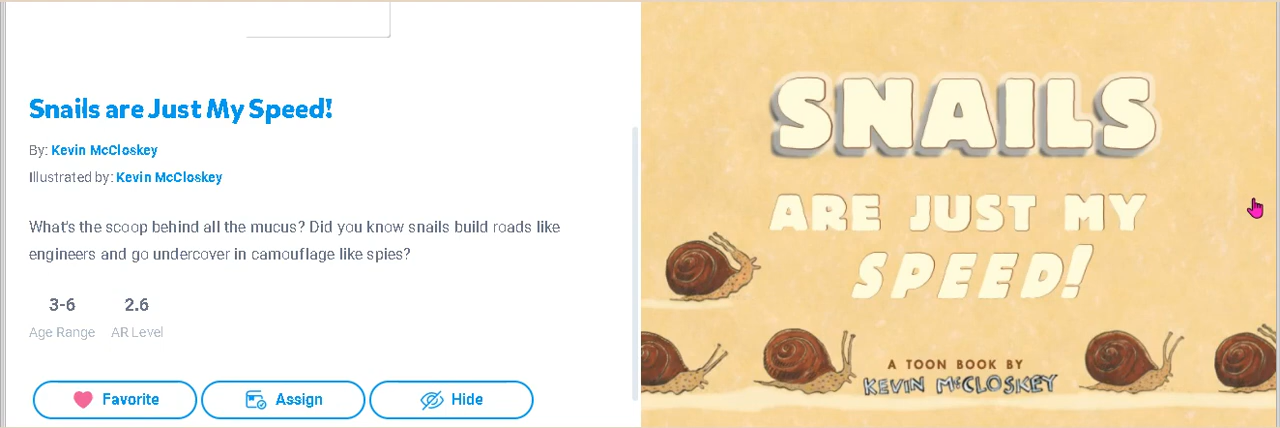 Snails are Just My Speed!
By: Kevin McCloskey
Illustrated by: Kevin McCloskey
What's the scoop behind all the mucus? Did you know snails build roads like
engineers and go undercover in camouflage like spies?
3-6 2.6
Age Range AR Level
Favorite Assign Hide
SNAILS
ARE JUST MY
SPEED!
A TOON BOOK BY
KEVIN McCLOSKEY